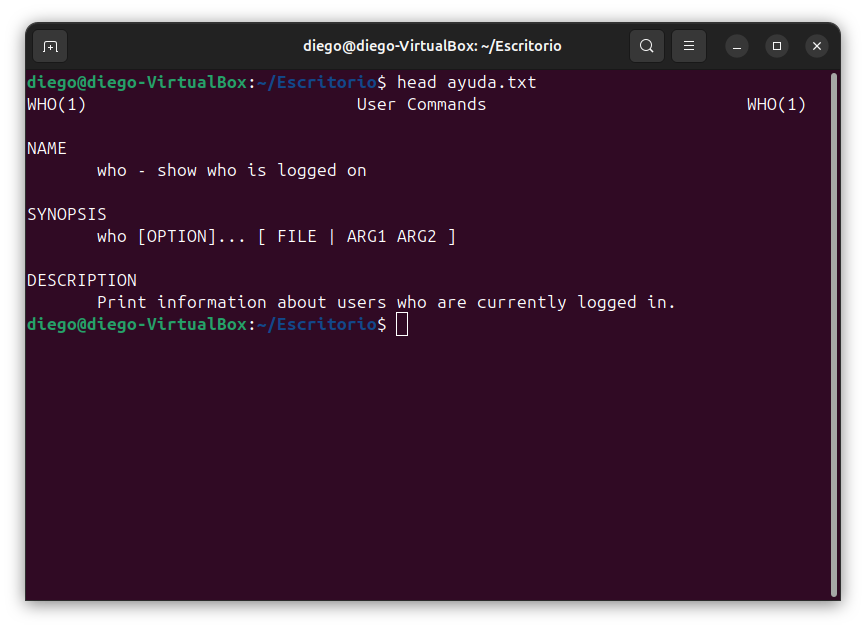 diego@diego-VirtualBox: ~/Escritorio
diego@diego-VirtualBox:~/Escritorio$ head ayuda.txt
WHO(1)                           User Commands                          WHO(1)
NAME
       who - show who is logged on
SYNOPSIS
       who [OPTION]... [ FILE | ARG1 ARG2 ]
DESCRIPTION
       Print information about users who are currently logged in.
diego@diego-VirtualBox:~/Escritorio$